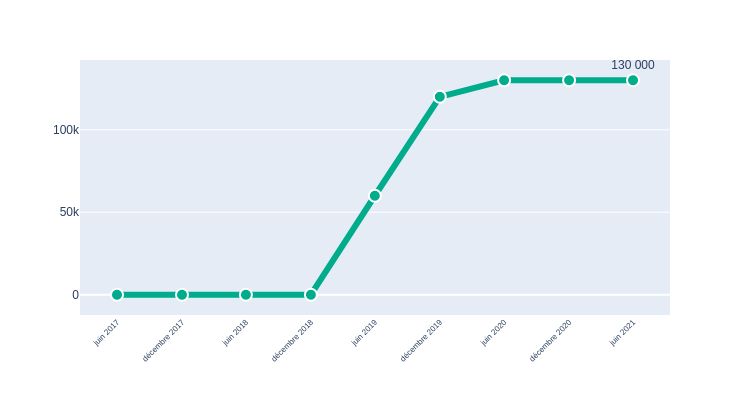 130 000
100k
50k
0
juin 2017
décembre 2017
juin 2018
décembre 2018
juin 2019
décembre 2019
juin 2020
décembre 2020
juin 2021